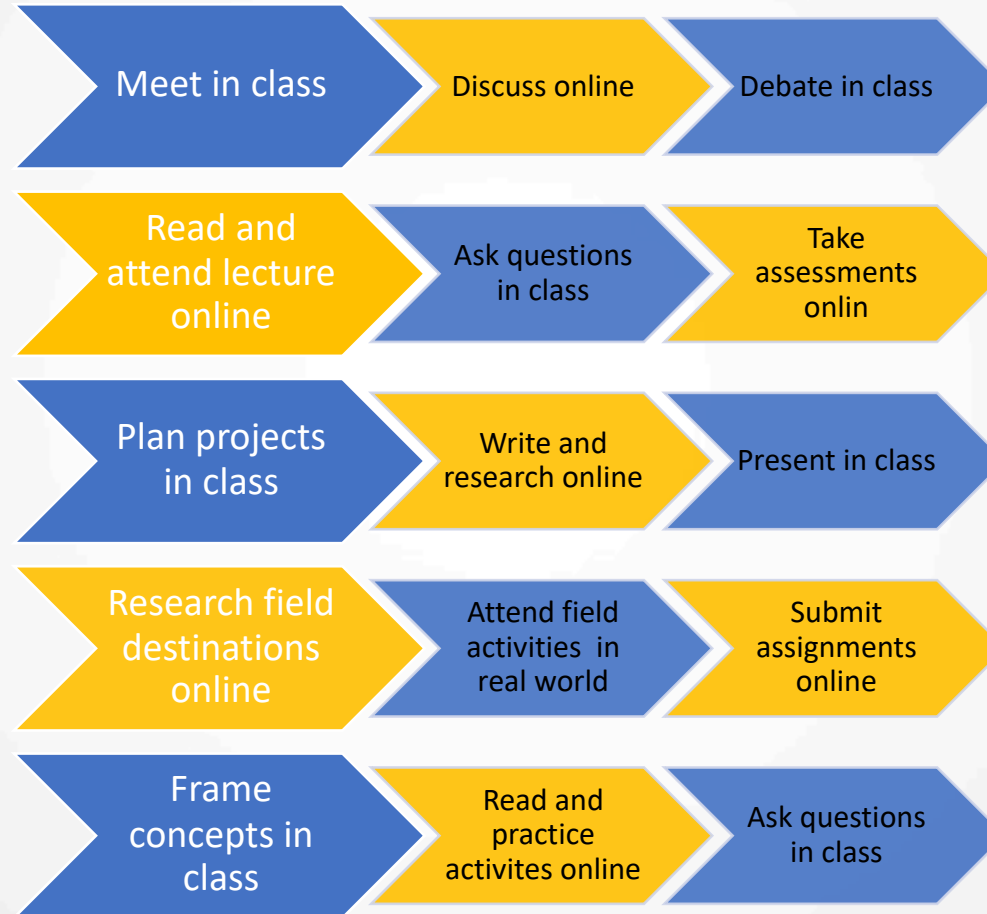 Meet in class
Discuss online
Debate in class
Read and
attend lecture
online
Ask questions
in class
Take
assessments
onlin
Plan projects
in class
Write and
research online
Present in class
Research field
destinations
online
Attend field
activities  in
real world
Submit
assignments
online
Frame
concepts in
class
Read and
practice
activites online
Ask questions
in class